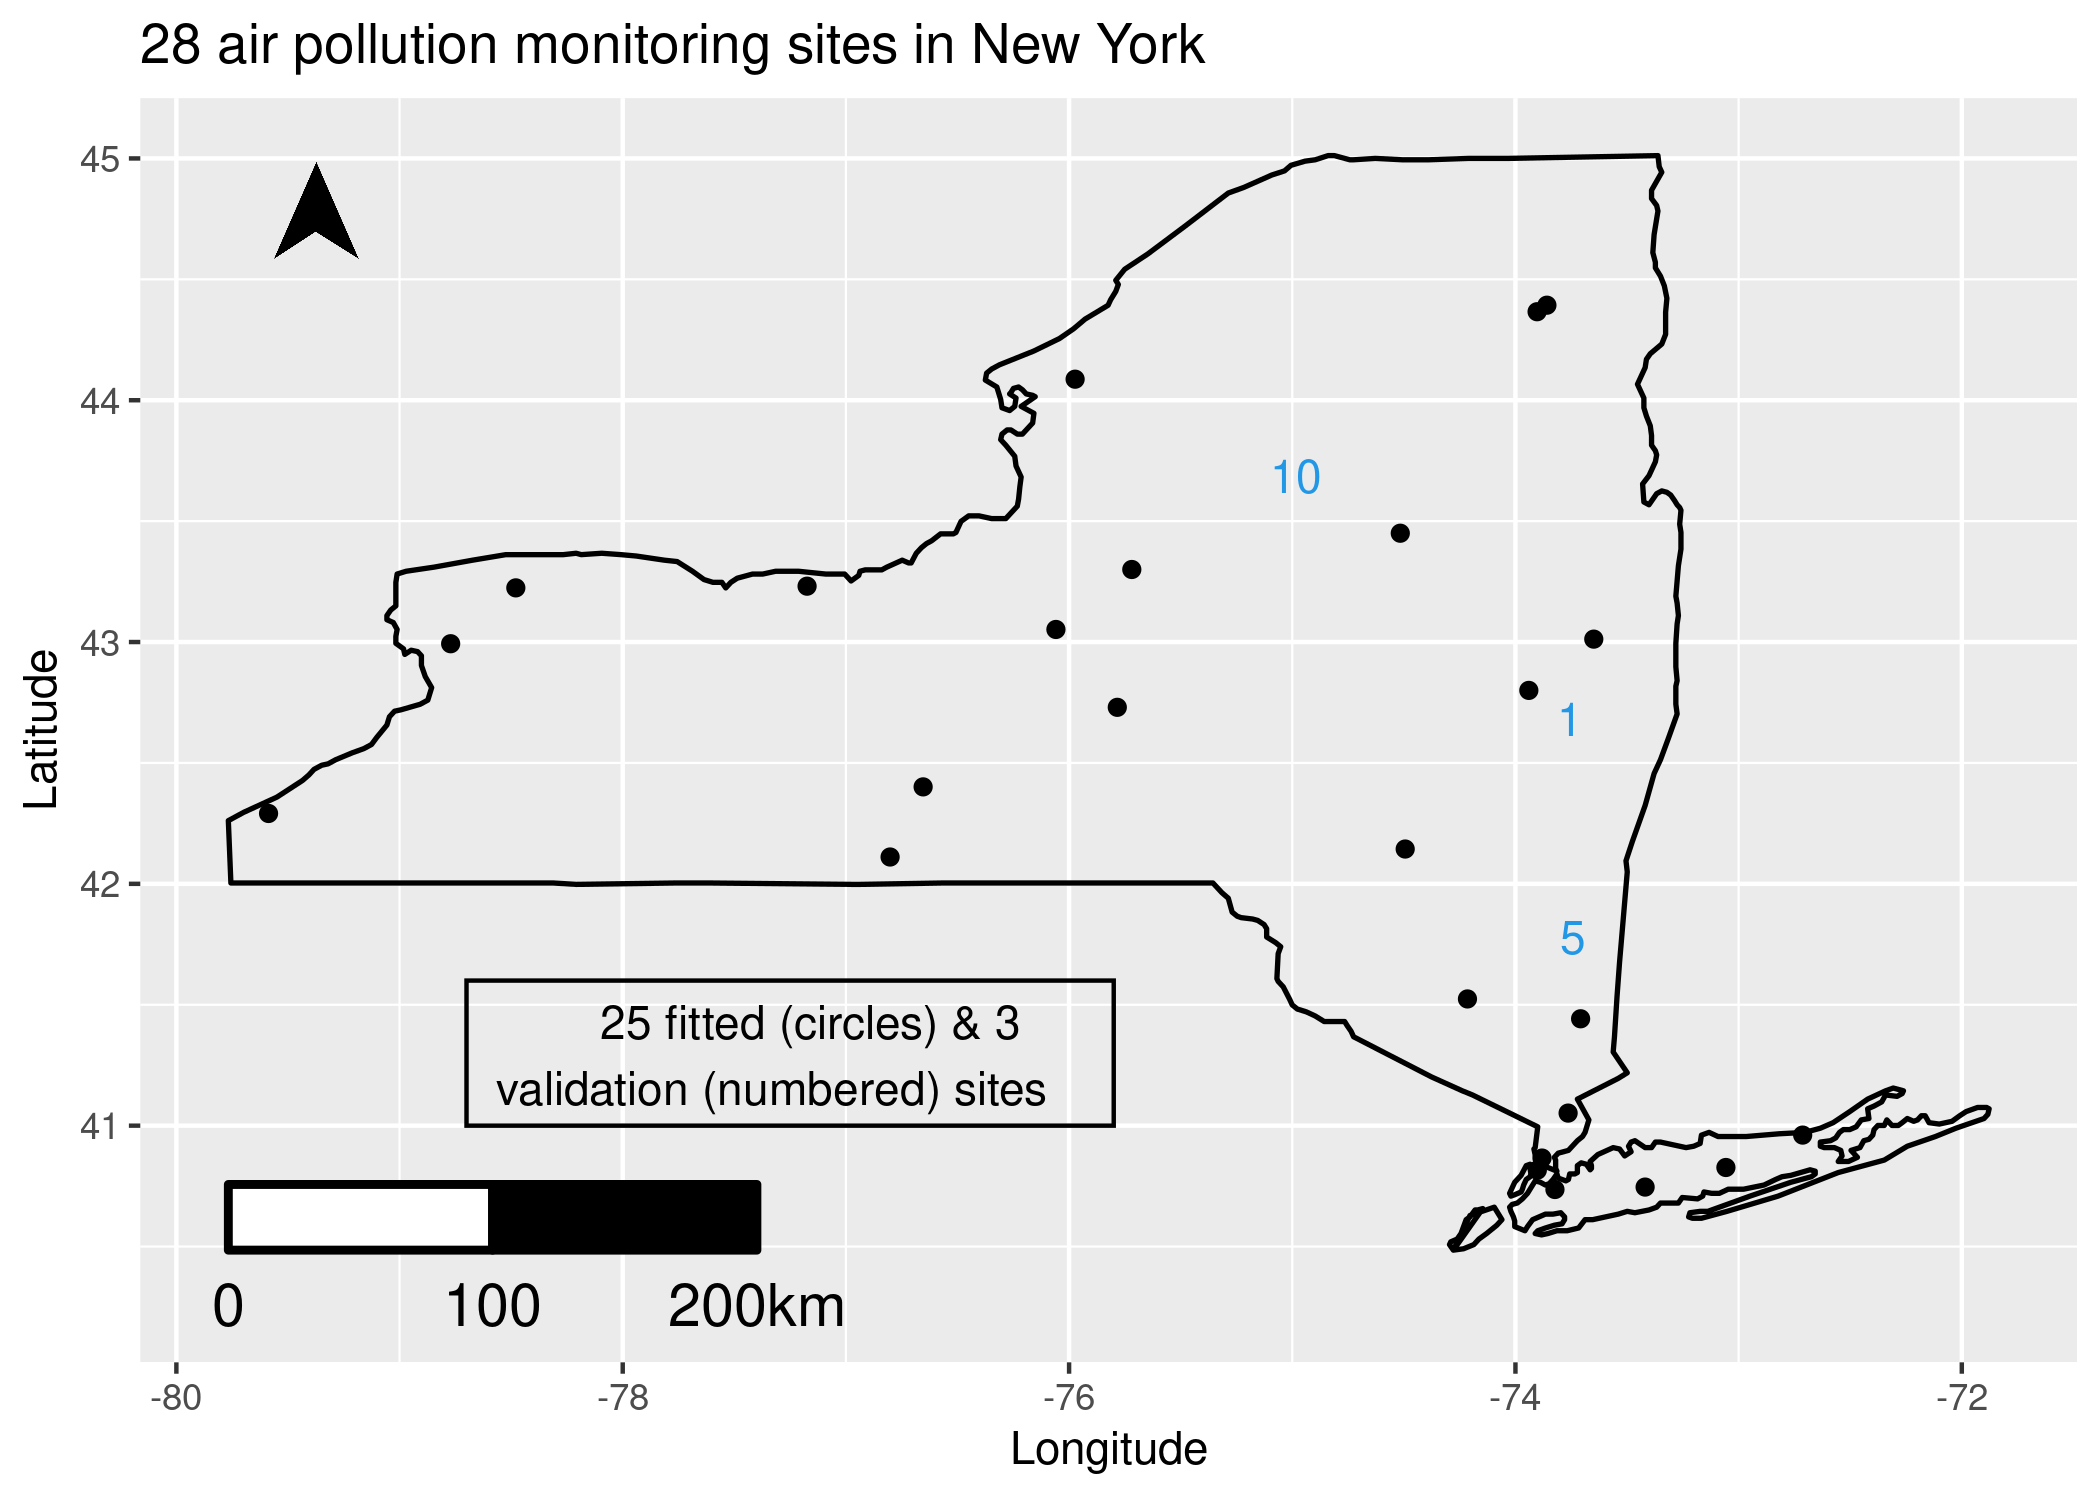 28 air pollution monitoring sites in New York
45
44
43
42
41
Latitude
10
1
5
25 fitted (circles) & 3
validation (numbered) sites
0 100 200km
-80 -78 -76 -74 -72
Longitude